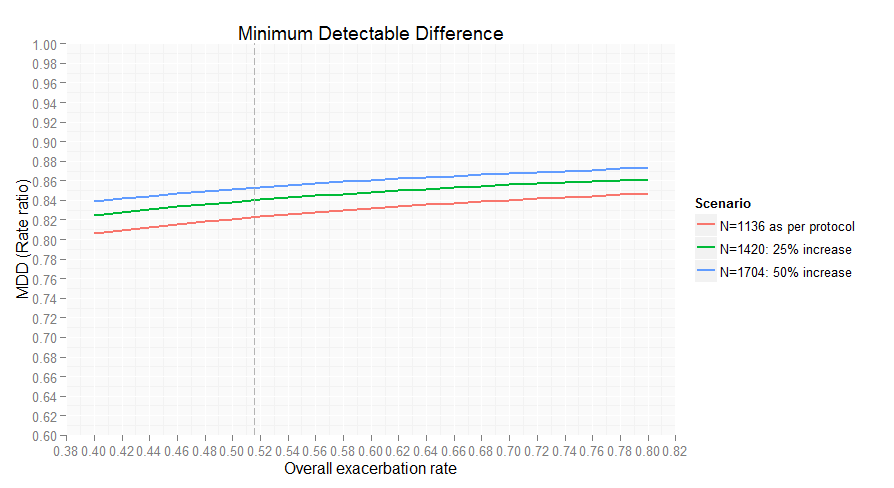 Minimum Detectable Difference
MDD (Rate ratio)
1.00
0.98
0.96
0.94
0.92
0.90
0.88
0.86
0.84
0.82
0.80
0.78
0.76
0.74
0.72
0.70
0.68
0.66
0.64
0.62
0.60
0.38 0.40 0.42 0.44 0.46 0.48 0.50 0.52 0.54 0.56 0.58 0.60 0.62 0.64 0.66 0.68 0.70 0.72 0.74 0.76 0.78 0.80 0.82
Overall exacerbation rate
Scenario
N=1136 as per protocol
N=1420: 25% increase
N=1704: 50% increase